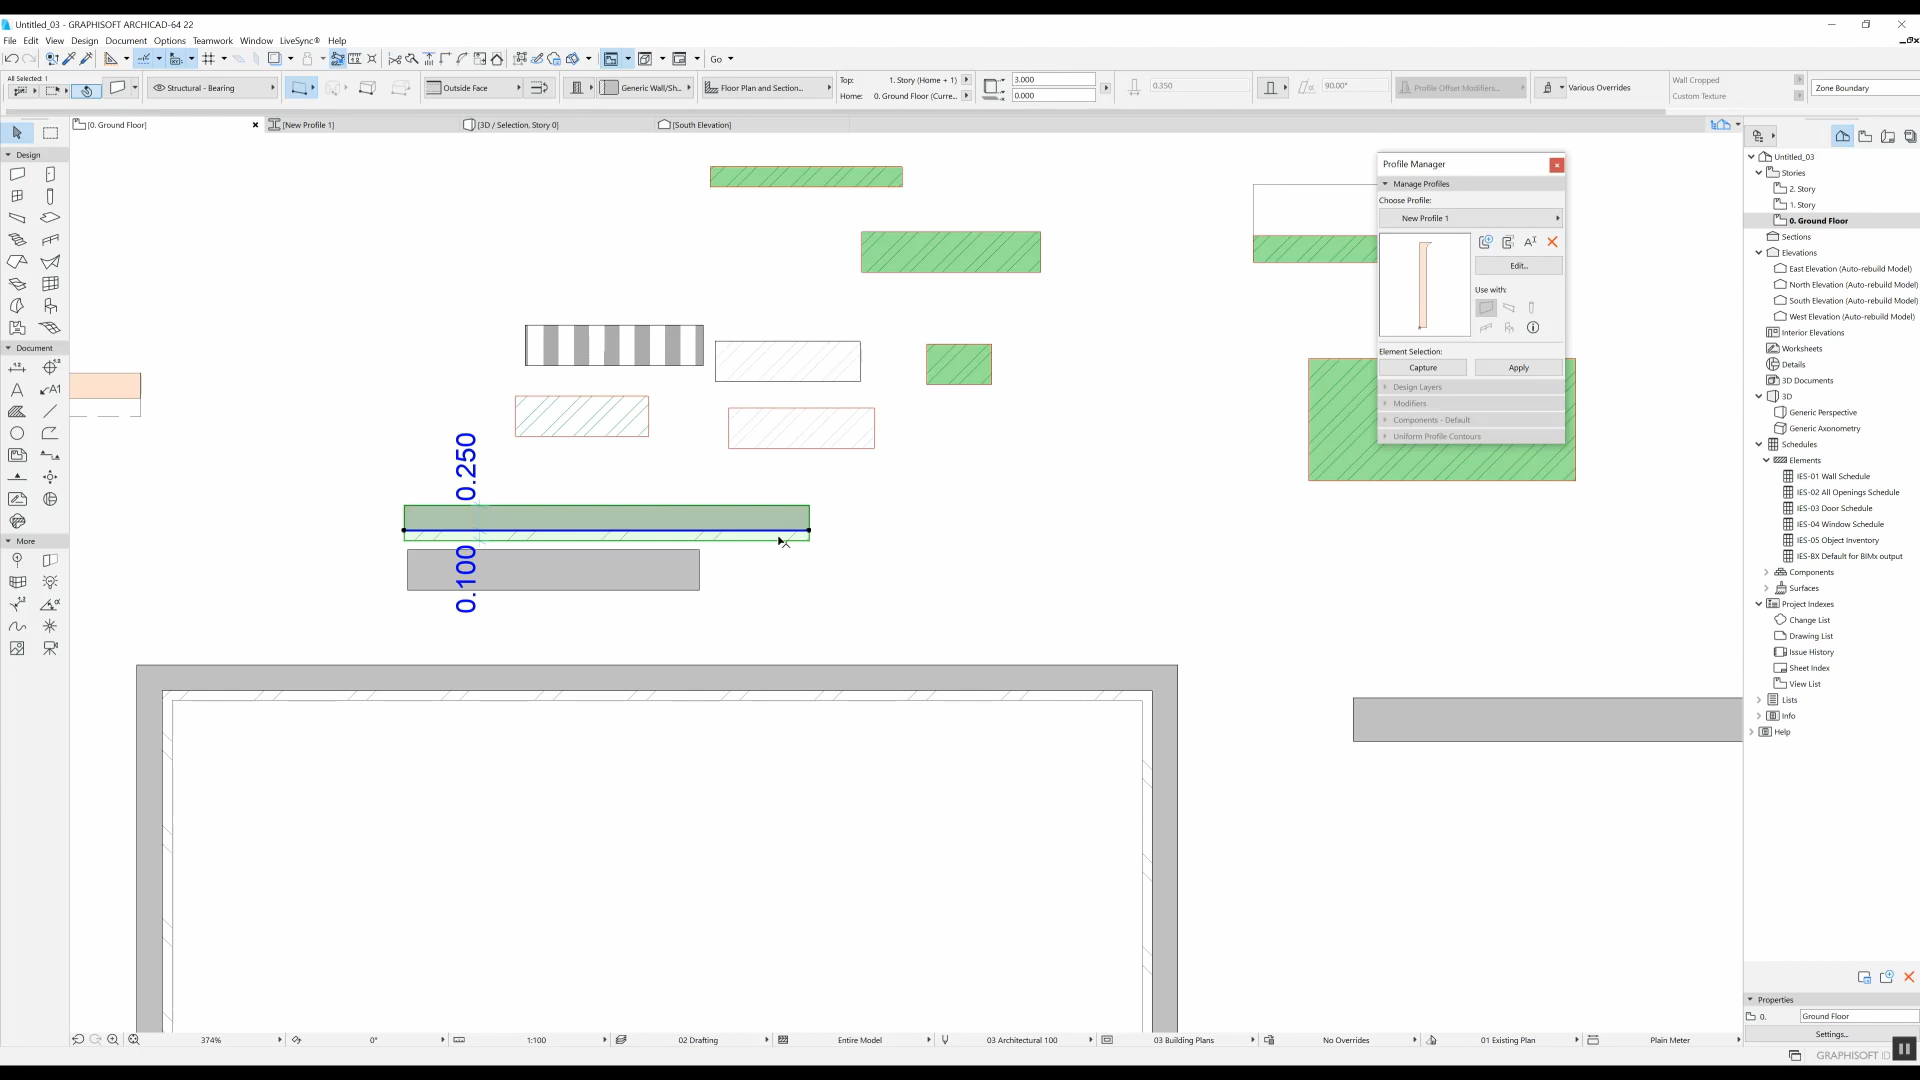 Untitled_03 - GRAPHISOFT ARCHICAD-64 22
File Edit View Design Document Options Teamwork Window LiveSync® Help
Go
All Selected: 1
Structural - Bearing
Outside Face
Generic Wall/Sh...
Floor Plan and Section...
Top: 1. Story (Home + 1)
Home: 0. Ground Floor (Curre...
3.000
0.000
0.350
90.00°
Profile Offset Modifiers...
Various Overrides
Wall Cropped
Custom Texture
Zone Boundary
[0. Ground Floor]
[New Profile 1]
[3D / Selection, Story 0]
[South Elevation]
Design
Document
More
0.250
0.100
Profile Manager
Manage Profiles
Choose Profile:
New Profile 1
Edit...
Use with:
Element Selection:
Capture
Apply
Design Layers
Modifiers
Components - Default
Uniform Profile Contours
Untitled_03
Stories
2. Story
1. Story
0. Ground Floor
Sections
Elevations
East Elevation (Auto-rebuild Model)
North Elevation (Auto-rebuild Model)
South Elevation (Auto-rebuild Model)
West Elevation (Auto-rebuild Model)
Interior Elevations
Worksheets
Details
3D Documents
3D
Generic Perspective
Generic Axonometry
Schedules
Elements
IES-01 Wall Schedule
IES-02 All Openings Schedule
IES-03 Door Schedule
IES-04 Window Schedule
IES-05 Object Inventory
IES-BX Default for BIMx output
Components
Surfaces
Project Indexes
Change List
Drawing List
Issue History
Sheet Index
View List
Lists
Info
Help
Properties
0. Ground Floor
Settings...
374%
0°
1:100
02 Drafting
Entire Model
03 Architectural 100
03 Building Plans
No Overrides
01 Existing Plan
Plain Meter
GRAPHISOFT ID